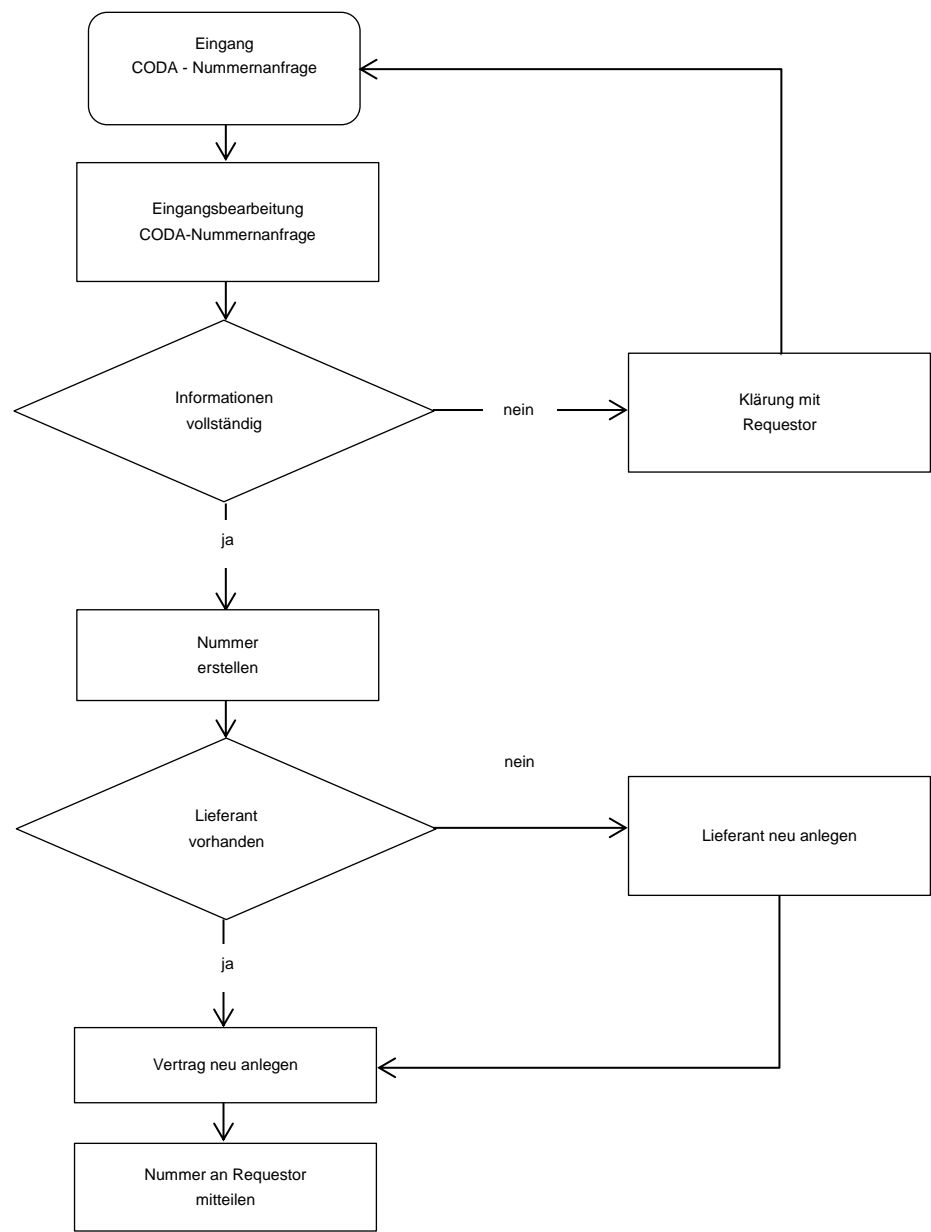 Eingang
CODA - Nummernanfrage
Eingangsbearbeitung
CODA-Nummernanfrage
Informationen
vollständig
nein
Klärung mit
Requestor
ja
Nummer
erstellen
nein
Lieferant
vorhanden
Lieferant neu anlegen
ja
Vertrag neu anlegen
Nummer an Requestor
mitteilen